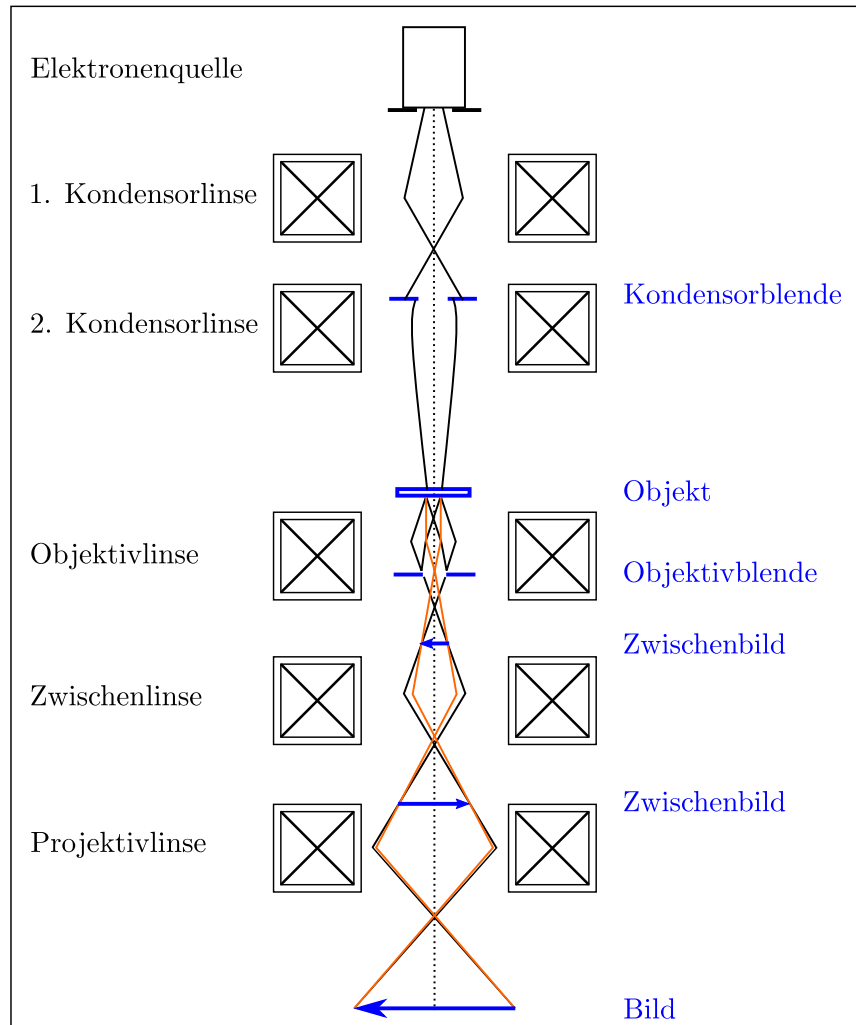 Elektronenquelle
1. Kondensorlinse
Kondensorblende
2. Kondensorlinse
Objekt
Objektivlinse
Objektivblende
Zwischenbild
Zwischenlinse
Zwischenbild
Projektivlinse
Bild